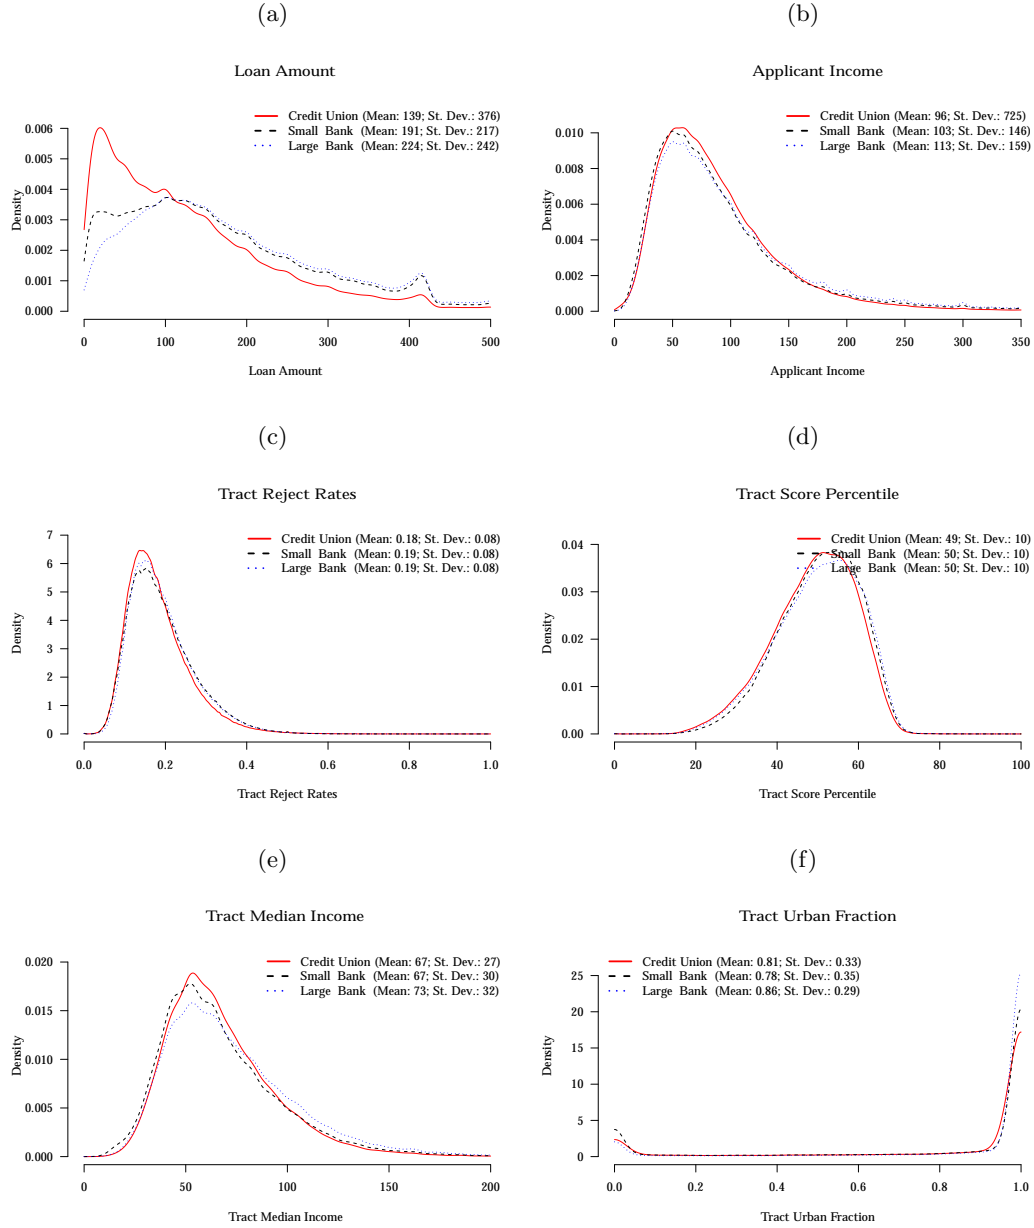 (a)
Loan Amount
Credit Union (Mean: 139; St. Dev.: 376)
Small Bank (Mean: 191; St. Dev.: 217)
Large Bank (Mean: 224; St. Dev.: 242)
Density
0.006
0.005
0.004
0.003
0.002
0.001
0.000
0 100 200 300 400 500
Loan Amount
(b)
Applicant Income
Credit Union (Mean: 96; St. Dev.: 725)
Small Bank (Mean: 103; St. Dev.: 146)
Large Bank (Mean: 113; St. Dev.: 159)
Density
0.010
0.008
0.006
0.004
0.002
0.000
0 50 100 150 200 250 300 350
Applicant Income
(c)
Tract Reject Rates
Credit Union (Mean: 0.18; St. Dev.: 0.08)
Small Bank (Mean: 0.19; St. Dev.: 0.08)
Large Bank (Mean: 0.19; St. Dev.: 0.08)
Density
7
6
5
4
3
2
1
0
0.0 0.2 0.4 0.6 0.8 1.0
Tract Reject Rates
(d)
Tract Score Percentile
Credit Union (Mean: 49; St. Dev.: 10)
Small Bank (Mean: 50; St. Dev.: 10)
Large Bank (Mean: 50; St. Dev.: 10)
Density
0.04
0.03
0.02
0.01
0.00
0 20 40 60 80 100
Tract Score Percentile
(e)
Tract Median Income
Credit Union (Mean: 67; St. Dev.: 27)
Small Bank (Mean: 67; St. Dev.: 30)
Large Bank (Mean: 73; St. Dev.: 32)
Density
0.020
0.015
0.010
0.005
0.000
0 50 100 150 200
Tract Median Income
(f)
Tract Urban Fraction
Credit Union (Mean: 0.81; St. Dev.: 0.33)
Small Bank (Mean: 0.78; St. Dev.: 0.35)
Large Bank (Mean: 0.86; St. Dev.: 0.29)
Density
25
20
15
10
5
0
0.0 0.2 0.4 0.6 0.8 1.0
Tract Urban Fraction